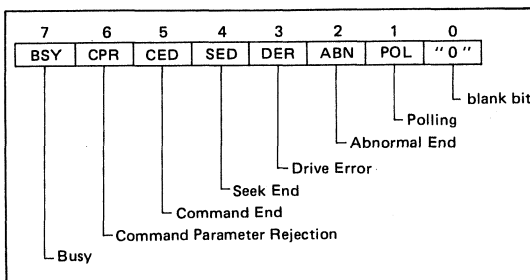 7 6 5 4 3 2 1 0
BSY CPR CED SED DER ABN POL "0"
blank bit
Polling
Abnormal End
Drive Error
Seek End
Command End
Command Parameter Rejection
Busy